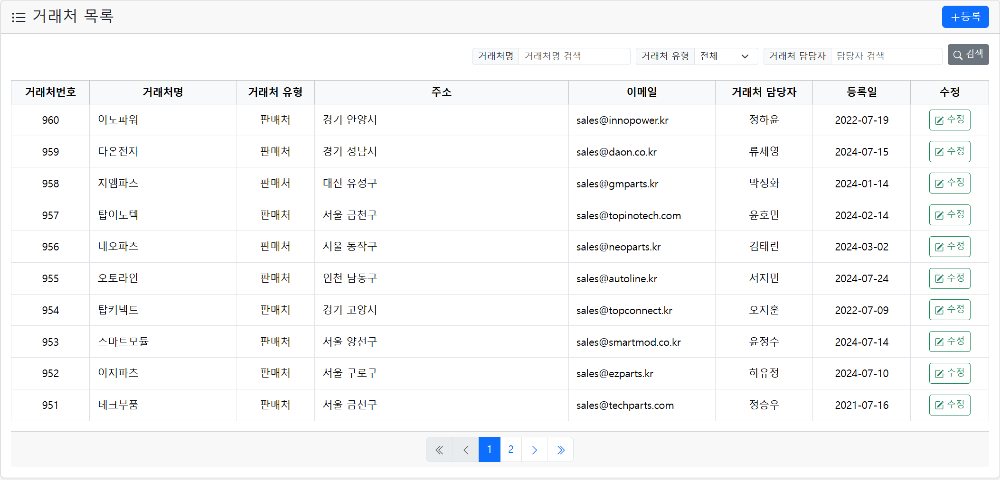 거래처 목록
+등록
거래처명 거래처명 검색 거래처 유형 전체 거래처 담당자 담당자 검색 검색
거래처번호 거래처명 거래처 유형 주소 이메일 거래처 담당자 등록일 수정
960 이노파워 판매처 경기 안양시 sales@innopower.kr 정하윤 2022-07-19 수정
959 다온전자 판매처 경기 성남시 sales@daon.co.kr 류세영 2024-07-15 수정
958 지엠파츠 판매처 대전 유성구 sales@gmparts.kr 박정화 2024-01-14 수정
957 탑이노텍 판매처 서울 금천구 sales@topinotech.com 윤호민 2024-02-14 수정
956 네오파츠 판매처 서울 동작구 sales@neoparts.kr 김태린 2024-03-02 수정
955 오토라인 판매처 인천 남동구 sales@autoline.kr 서지민 2024-07-24 수정
954 탑커넥트 판매처 경기 고양시 sales@topconnect.kr 오지훈 2022-07-09 수정
953 스마트모듈 판매처 서울 양천구 sales@smartmod.co.kr 윤정수 2024-07-14 수정
952 이지파츠 판매처 서울 구로구 sales@ezparts.kr 하유정 2024-07-10 수정
951 테크부품 판매처 서울 금천구 sales@techparts.com 정승우 2021-07-16 수정
1 2